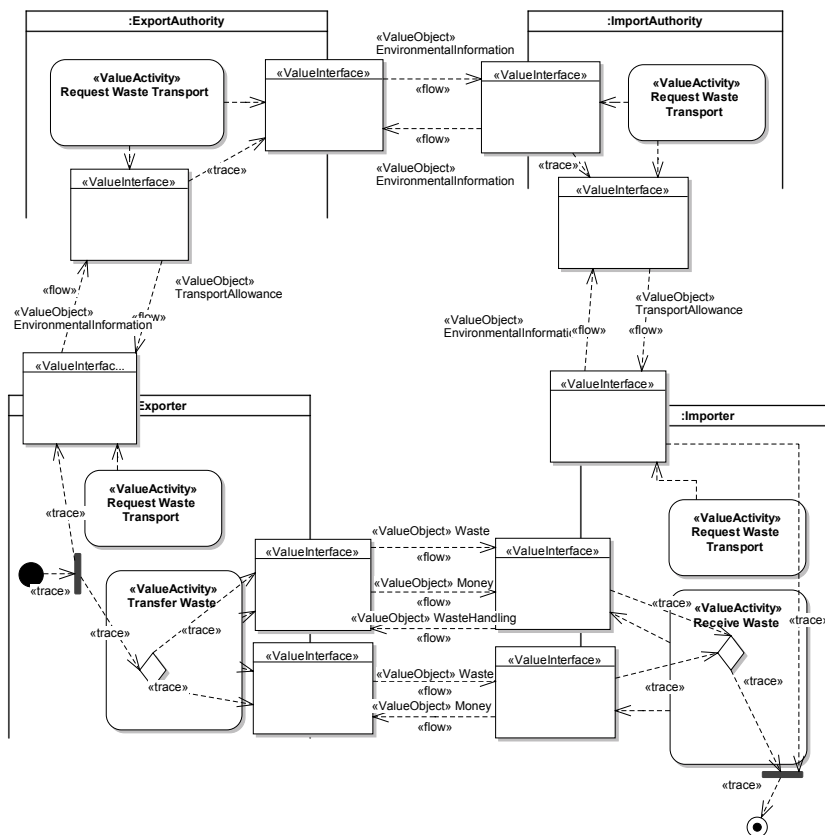 :ExportAuthority
:ImportAuthority
«ValueObject»
EnvironmentalInformation
«ValueActivity»
Request Waste Transport
«ValueInterface»
«flow»
«ValueInterface»
«ValueActivity»
Request Waste
Transport
«flow»
«ValueObject»
EnvironmentalInformation
«trace»
«trace»
«ValueInterface»
«ValueInterface»
«flow»
«ValueObject»
TransportAllowance
«ValueObject»
EnvironmentalInformation
«flow»
«ValueObject»
TransportAllowance
«ValueObject»
EnvironmentalInformati
«flow»
«flow»
«ValueInterfac...
«ValueInterface»
Exporter
:Importer
«ValueActivity»
Request Waste
Transport
«trace»
«ValueActivity»
Request Waste
Transport
«ValueInterface»
«ValueObject» Waste
«flow»
«ValueInterface»
«trace»
«ValueActivity»
Transfer Waste
«ValueObject» Money
«flow»
«trace»
«ValueActivity»
Receive Waste
«trace»
«trace»
«trace»
«ValueObject» WasteHandling
«flow»
«ValueInterface»
«ValueInterface»
«trace»
«ValueObject» Waste
«flow»
«trace»
«trace»
«ValueObject» Money
«flow»
«trace»